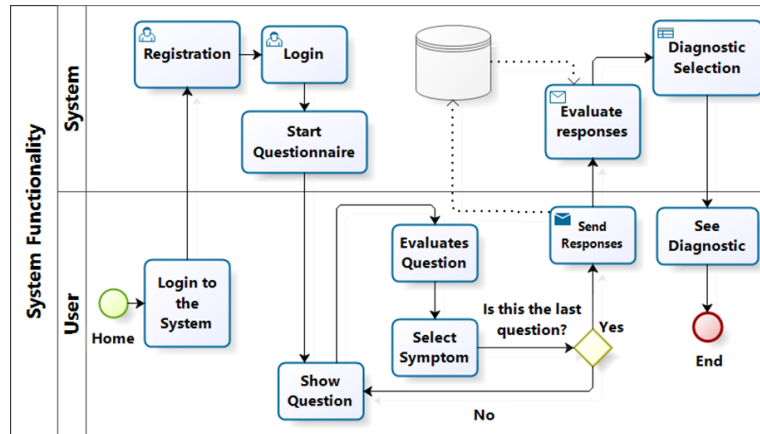 System Functionality
System
Registration
Login
Start
Questionnaire
Evaluate
responses
Diagnostic
Selection
User
Home
Login to
the
System
Show
Question
Evaluates
Question
Select
Symptom
Is this the last
question?
Yes
No
Send
Responses
See
Diagnostic
End